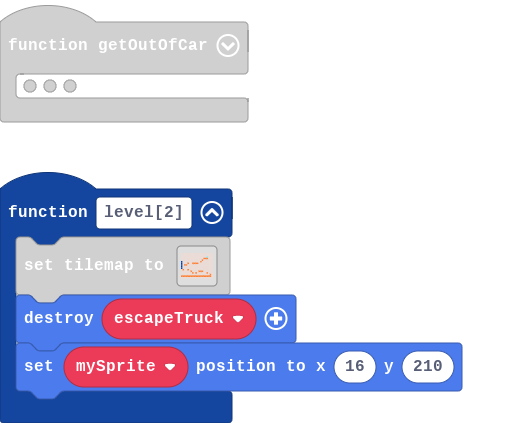 function getOutOfCar
function level[2]
set tilemap to
destroy escapeTruck
set mySprite position to x 16 y 210